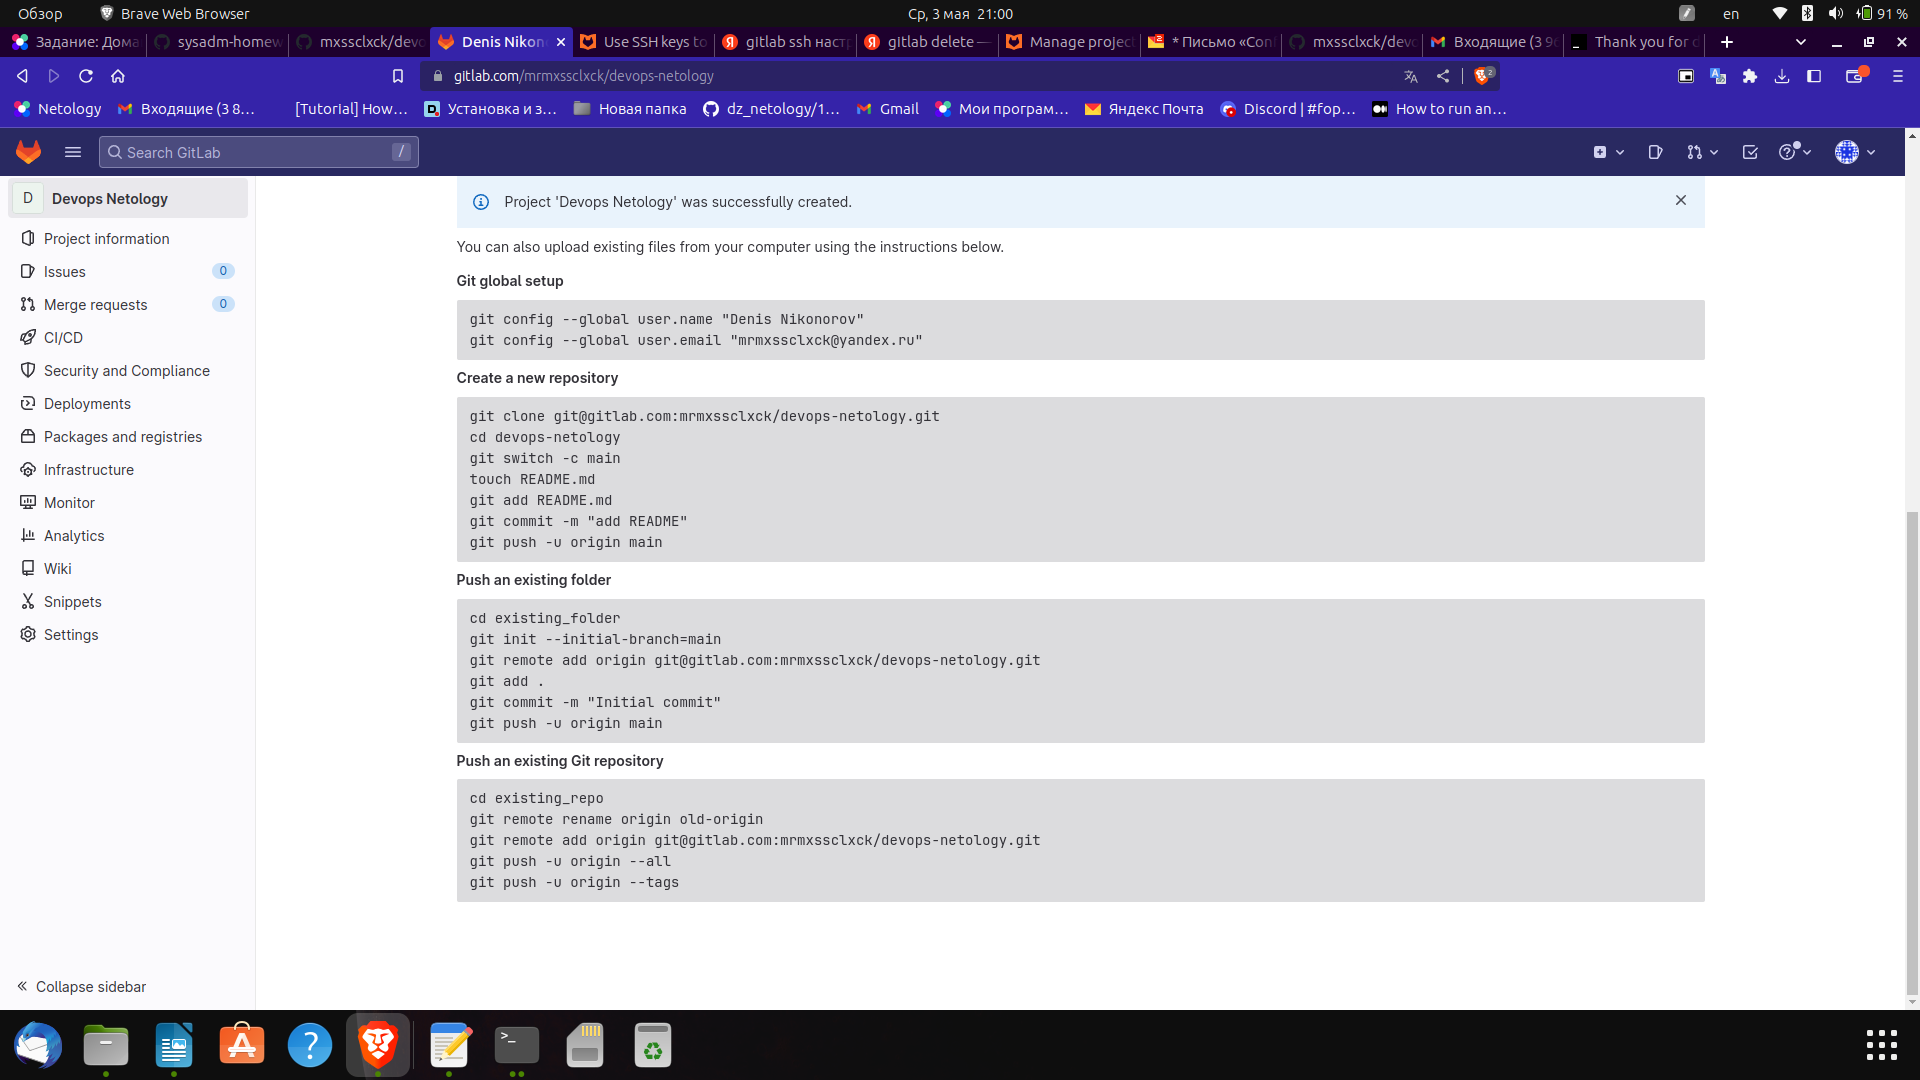 Обзор
Brave Web Browser
Ср, 3 мая 21:00
en
91 %
Задание: Дома
sysadm-homew
mxssclxck/devo
Denis Nikon
Use SSH keys to
gitlab ssh наст
gitlab delete —
Manage project
* Письмо «Con
mxssclxck/devo
Входящие (3 9
Thank you for d
gitlab.com/mrmxssclxck/devops-netology
2
Netology
Входящие (3 8...
[Tutorial] How...
Установка и з...
Новая папка
dz_netology/1...
Gmail
Мои програм...
Яндекс Почта
Discord | #fop...
How to run an...
Search GitLab
/
D
Devops Netology
Project information
Issues
0
Merge requests
0
CI/CD
Security and Compliance
Deployments
Packages and registries
Infrastructure
Monitor
Analytics
Wiki
Snippets
Settings
Collapse sidebar
Project 'Devops Netology' was successfully created.
You can also upload existing files from your computer using the instructions below.
Git global setup
git config --global user.name "Denis Nikonorov"
git config --global user.email "mrmxssclxck@yandex.ru"
Create a new repository
git clone git@gitlab.com:mrmxssclxck/devops-netology.git
cd devops-netology
git switch -c main
touch README.md
git add README.md
git commit -m "add README"
git push -u origin main
Push an existing folder
cd existing_folder
git init --initial-branch=main
git remote add origin git@gitlab.com:mrmxssclxck/devops-netology.git
git add .
git commit -m "Initial commit"
git push -u origin main
Push an existing Git repository
cd existing_repo
git remote rename origin old-origin
git remote add origin git@gitlab.com:mrmxssclxck/devops-netology.git
git push -u origin --all
git push -u origin --tags